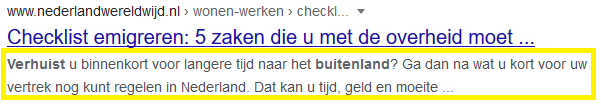 www.nederlandwereldwijd.nl › wonen-werken › checkl...
Checklist emigreren: 5 zaken die u met de overheid moet ...
Verhuist u binnenkort voor langere tijd naar het buitenland? Ga dan na wat u kort voor uw
vertrek nog kunt regelen in Nederland. Dat kan u tijd, geld en moeite ...